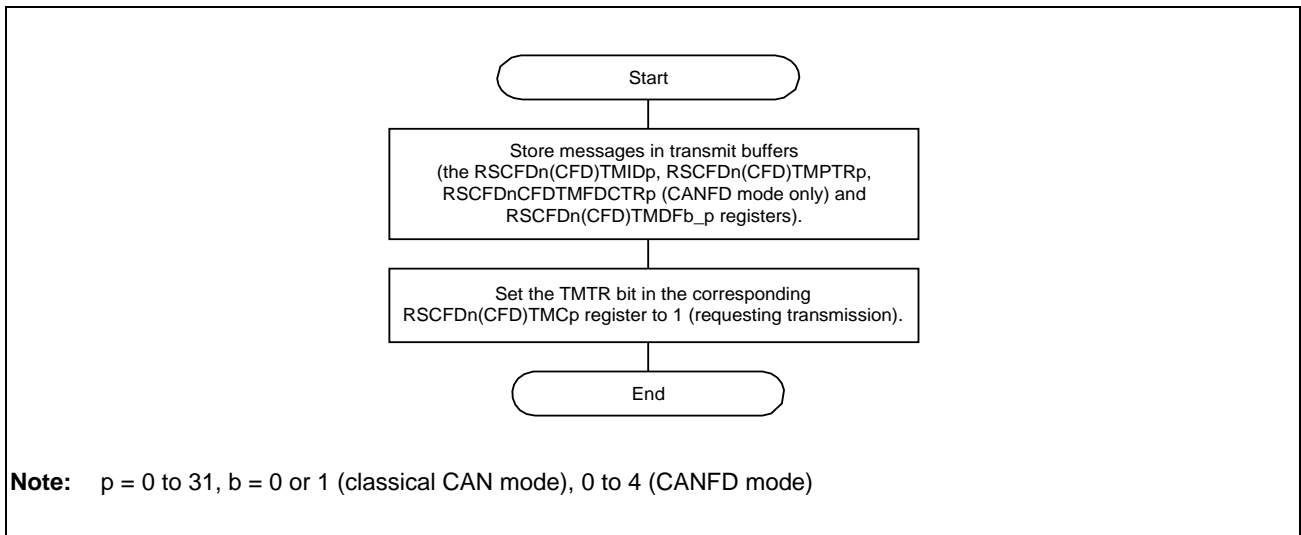 Start
Store messages in transmit buffers
(the RSCFDn(CFD)TMIDp, RSCFDn(CFD)TMPTRp,
RSCFDnCFDTMFDCTRp (CANFD mode only) and
RSCFDn(CFD)TMDFb_p registers).
Set the TMTR bit in the corresponding
RSCFDn(CFD)TMCp register to 1 (requesting transmission).
End
Note: p = 0 to 31, b = 0 or 1 (classical CAN mode), 0 to 4 (CANFD mode)